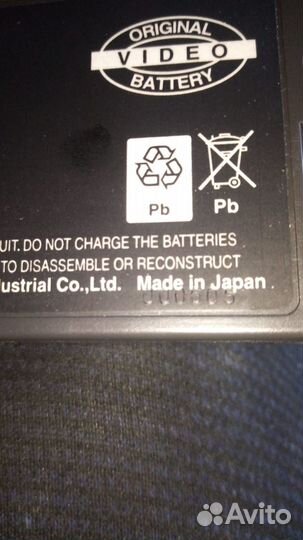 ORIGINAL
VIDEO
BATTERY
Pb
Pb
UIT. DO NOT CHARGE THE BATTERIES
TO DISASSEMBLE OR RECONSTRUCT
dustrial Co.,Ltd. Made in Japan
Avito